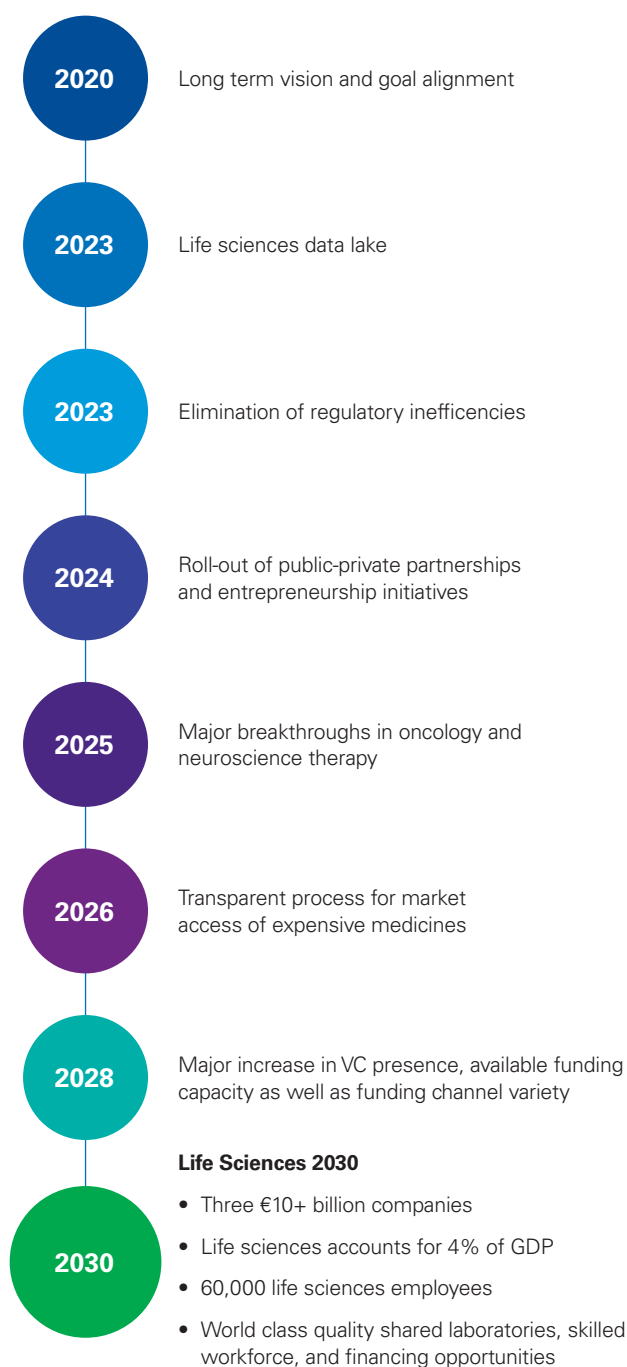 2020
Long term vision and goal alignment
2023
Life sciences data lake
2023
Elimination of regulatory inefficencies
2024
Roll-out of public-private partnerships
and entrepreneurship initiatives
2025
Major breakthroughs in oncology and
neuroscience therapy
2026
Transparent process for market
access of expensive medicines
2028
Major increase in VC presence, available funding
capacity as well as funding channel variety
2030
Life Sciences 2030
• Three €10+ billion companies
• Life sciences accounts for 4% of GDP
• 60,000 life sciences employees
• World class quality shared laboratories, skilled
workforce, and financing opportunities